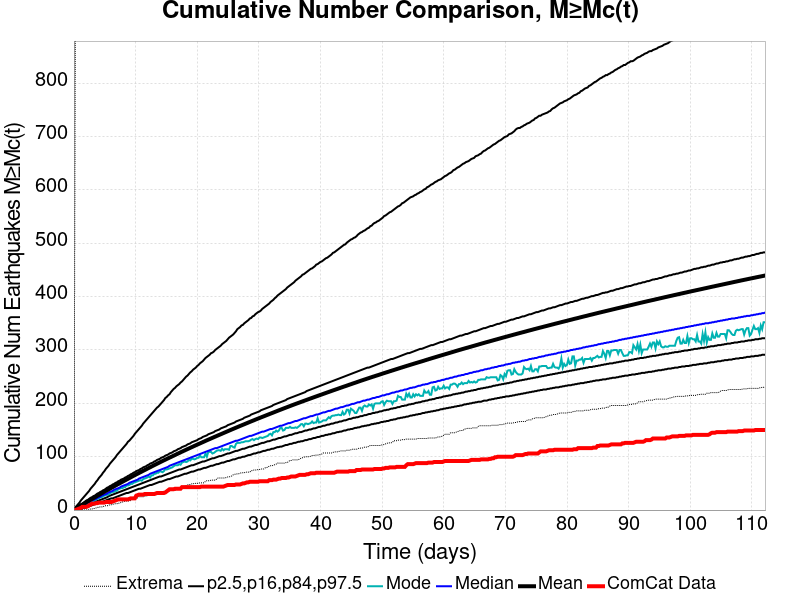 Cumulative Number Comparison, M≥Mc(t)
Cumulative Num Earthquakes M≥Mc(t)
800
700
600
500
400
300
200
100
0
0 10 20 30 40 50 60 70 80 90 100 110
Time (days)
Extrema p2.5,p16,p84,p97.5 Mode Median Mean ComCat Data